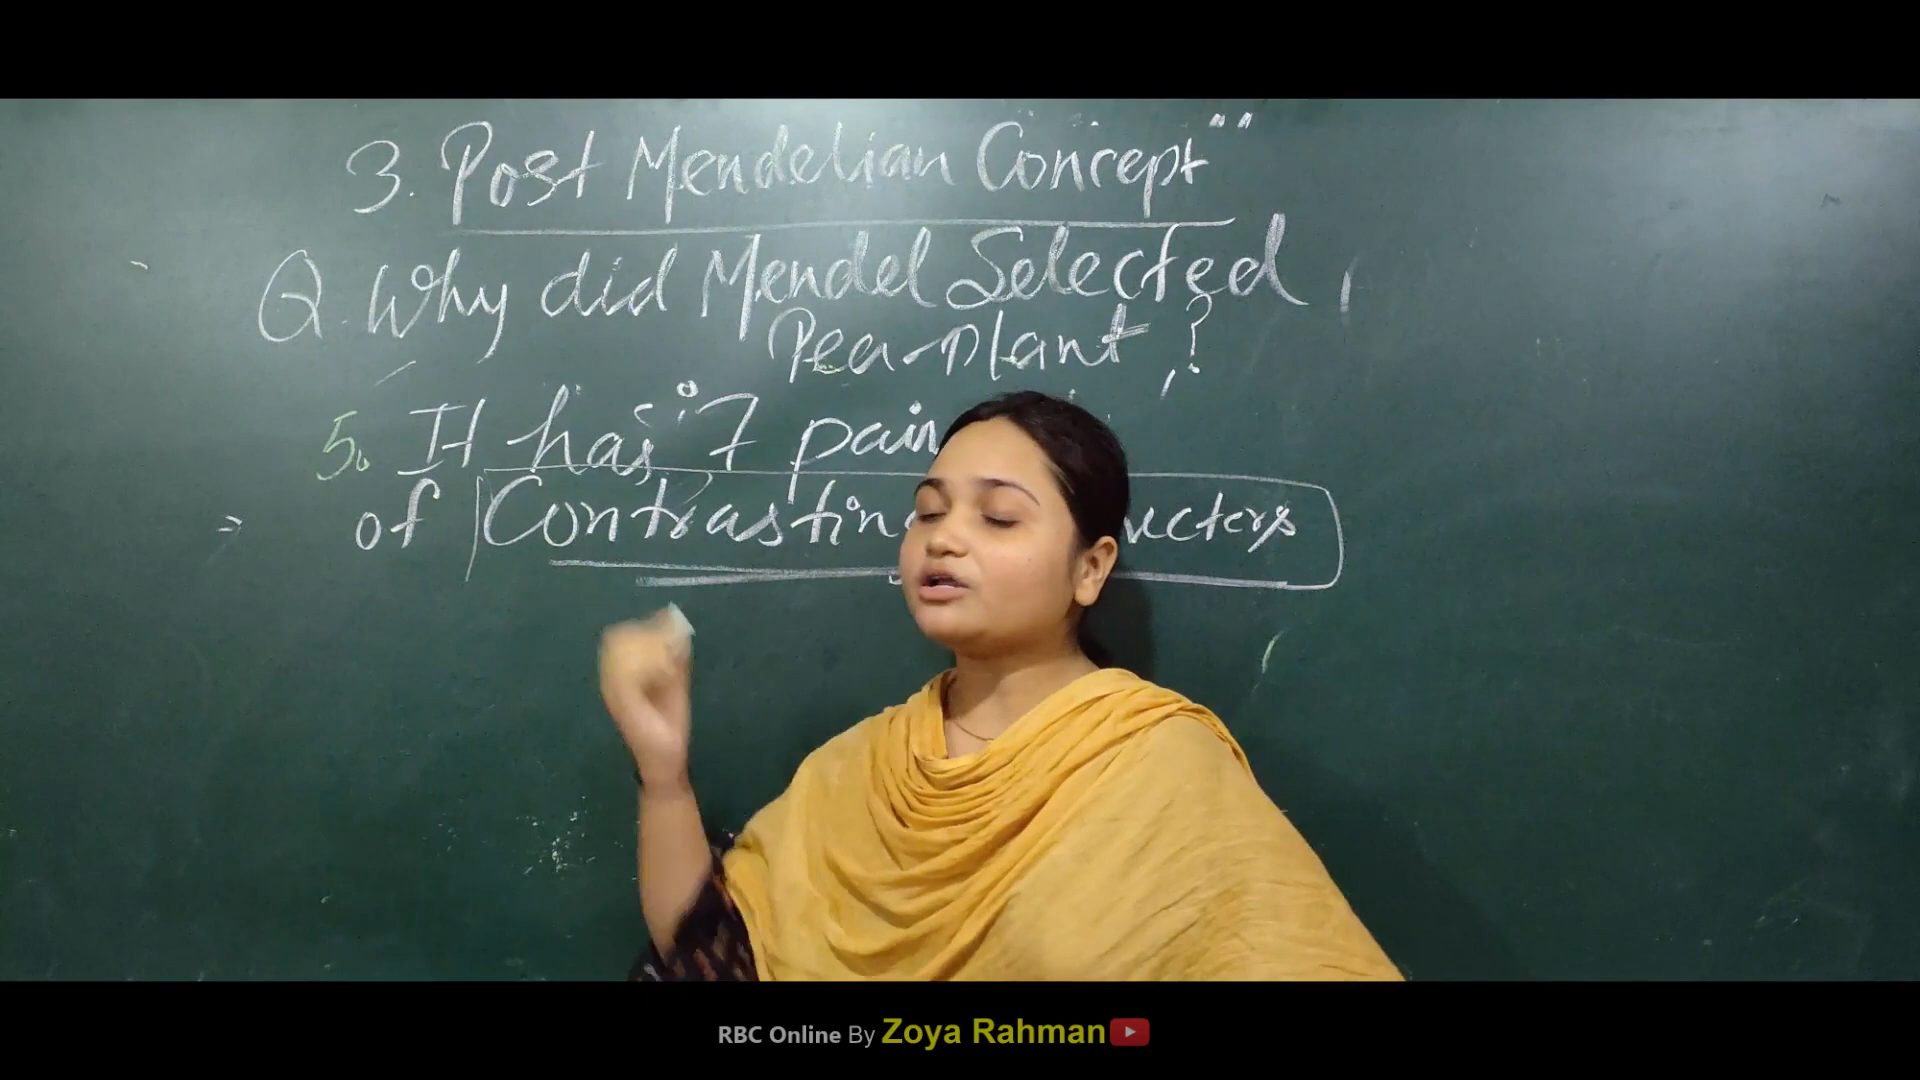 3. Post Mendelian Concept"
Q. Why did Mendel Selected
Pea-plant ?
5. It has 7 pair
of Contrasting
RBC Online By Zoya Rahman